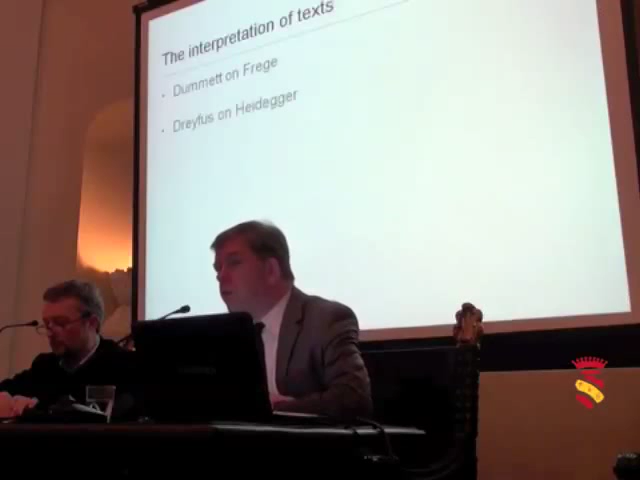 The interpretation of texts
• Dummett on Frege
• Dreyfus on Heidegger